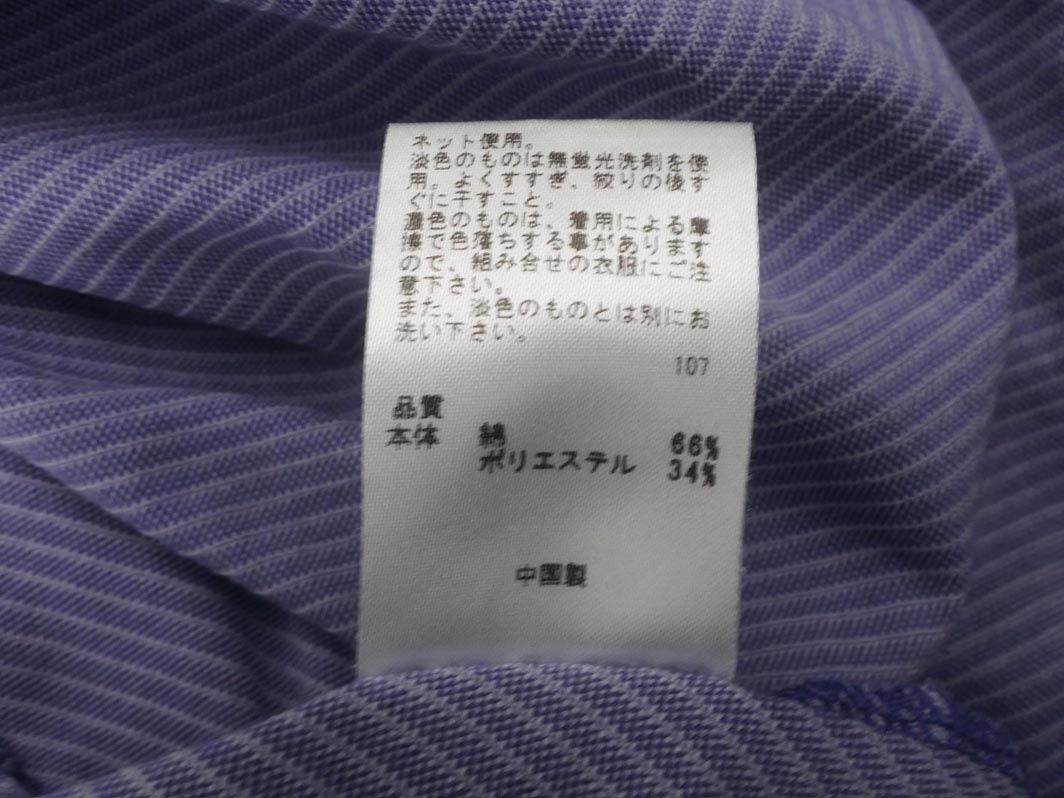 ネット使用。
淡色のものは無蛍光洗剤を使
用。よくすすぎ、絞りの後す
ぐに干すこと。
濃色のものは、着用による摩
擦で色落ちする事があります
ので、組み合せの衣服にご注
意下さい。
また、淡色のものとは別にお
洗い下さい。
107
品質
本体 綿 66%
ポリエステル 34%
中国製